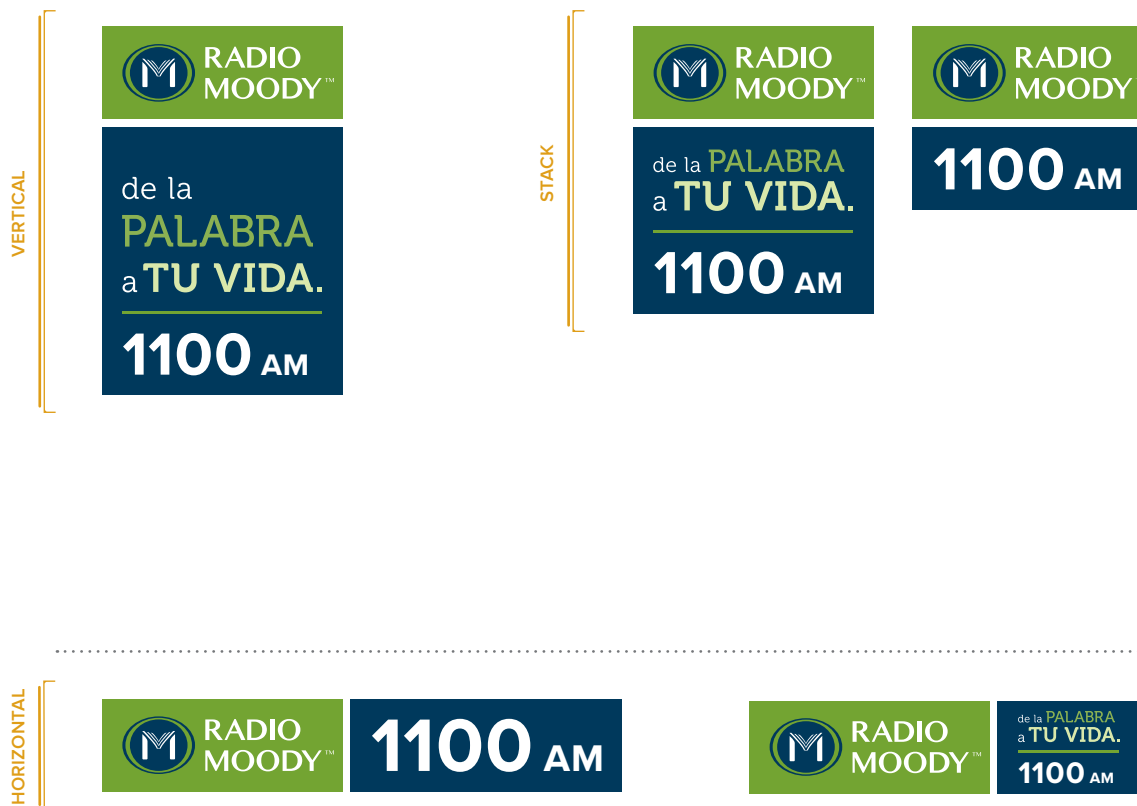 VERTICAL
M RADIO
MOODY™
de la
PALABRA
a TU VIDA.
1100 AM
STACK
M RADIO
MOODY™
de la PALABRA
a TU VIDA.
1100 AM
M RADIO
MOODY
1100 AM
HORIZONTAL
M RADIO
MOODY™
1100 AM
M RADIO
MOODY™
de la PALABRA
a TU VIDA.
1100 AM